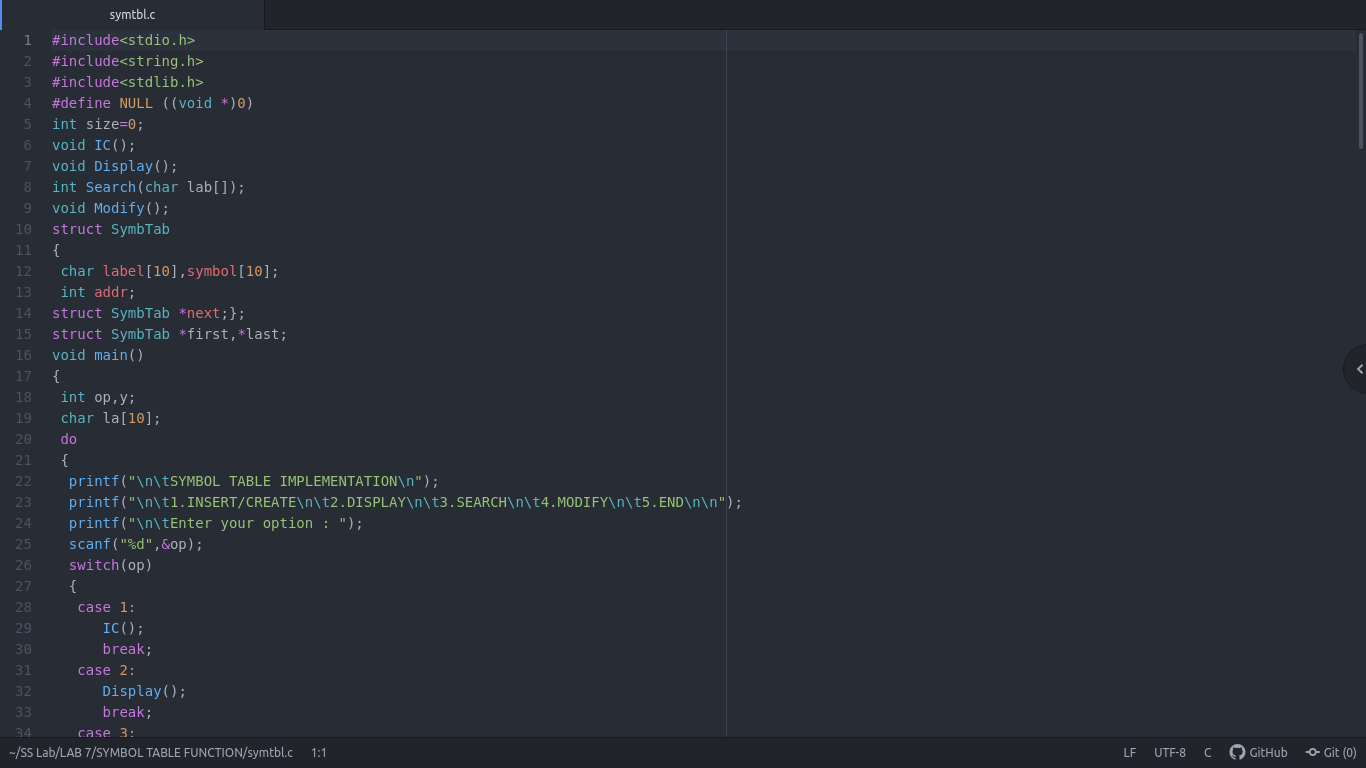 symtbl.c
1 #include<stdio.h>
2 #include<string.h>
3 #include<stdlib.h>
4 #define NULL ((void *)0)
5 int size=0;
6 void IC();
7 void Display();
8 int Search(char lab[]);
9 void Modify();
10 struct SymbTab
11 {
12  char label[10],symbol[10];
13  int addr;
14 struct SymbTab *next;};
15 struct SymbTab *first,*last;
16 void main()
17 {
18  int op,y;
19  char la[10];
20  do
21  {
22   printf("\n\tSYMBOL TABLE IMPLEMENTATION\n");
23   printf("\n\t1.INSERT/CREATE\n\t2.DISPLAY\n\t3.SEARCH\n\t4.MODIFY\n\t5.END\n\n");
24   printf("\n\tEnter your option : ");
25   scanf("%d",&op);
26   switch(op)
27   {
28    case 1:
29       IC();
30       break;
31    case 2:
32       Display();
33       break;
34    case 3:
~/SS Lab/LAB 7/SYMBOL TABLE FUNCTION/symtbl.c 1:1 LF UTF-8 C GitHub Git (0)